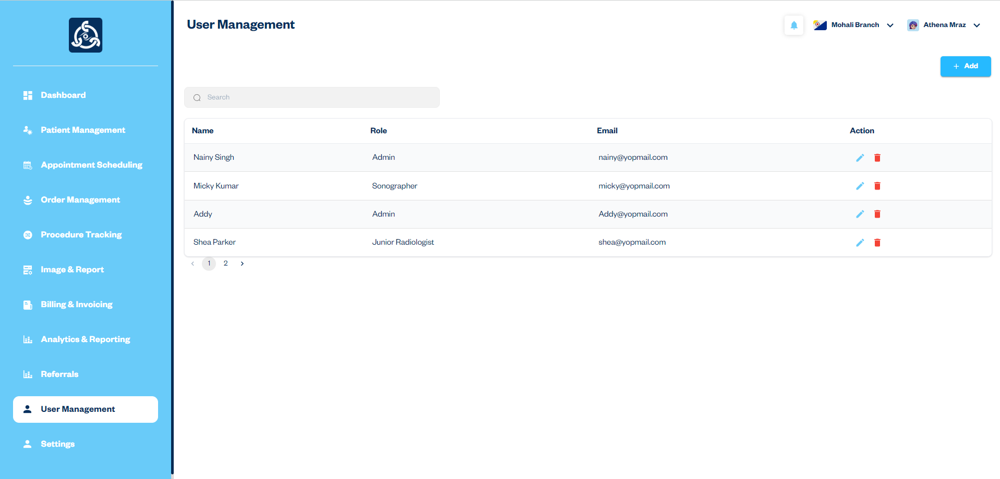 User Management
Mohali Branch
Athena Mraz
+ Add
Search
Dashboard
Patient Management
Appointment Scheduling
Order Management
Procedure Tracking
Image & Report
Billing & Invoicing
Analytics & Reporting
Referrals
User Management
Settings
Name Role Email Action
Nainy Singh Admin nainy@yopmail.com
Micky Kumar Sonographer micky@yopmail.com
Addy Admin Addy@yopmail.com
Shea Parker Junior Radiologist shea@yopmail.com
1 2